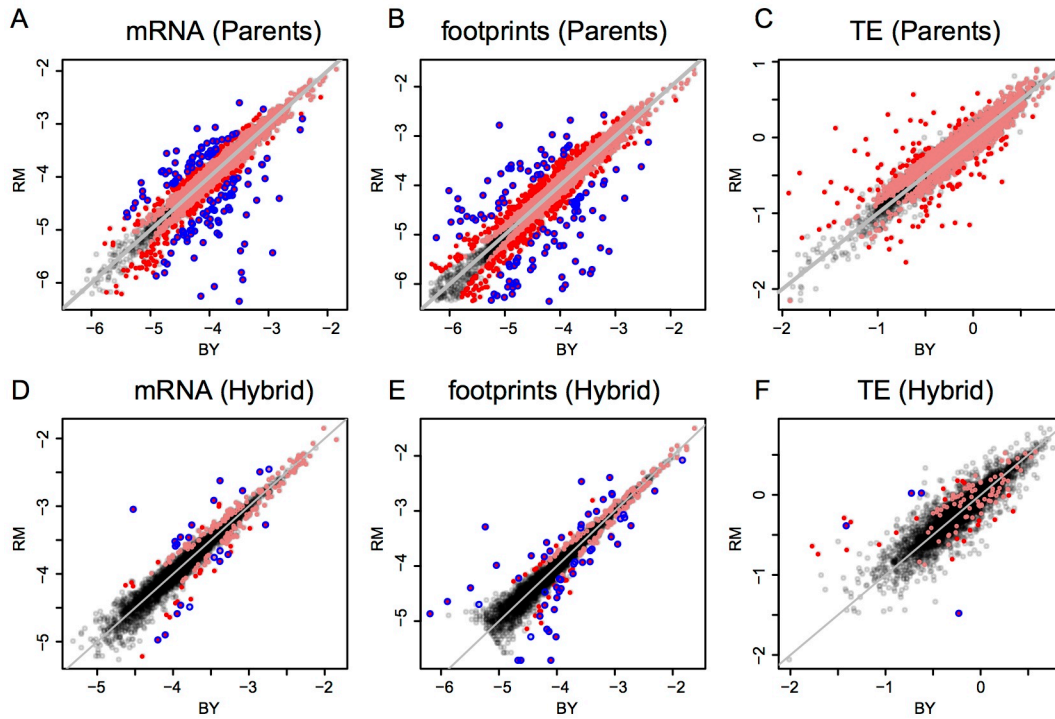 A
mRNA (Parents)
−2
−3
−4
−5
−6
RM
−6 −5 −4 −3 −2
BY
B
footprints (Parents)
−2
−3
−4
−5
−6
RM
−6 −5 −4 −3 −2
BY
C
TE (Parents)
1
0
−1
−2
RM
−2 −1 0
BY
D
mRNA (Hybrid)
−2
−3
−4
−5
RM
−5 −4 −3 −2
BY
E
footprints (Hybrid)
−2
−3
−4
−5
RM
−6 −5 −4 −3 −2
BY
F
TE (Hybrid)
0
−1
−2
RM
−2 −1 0
BY